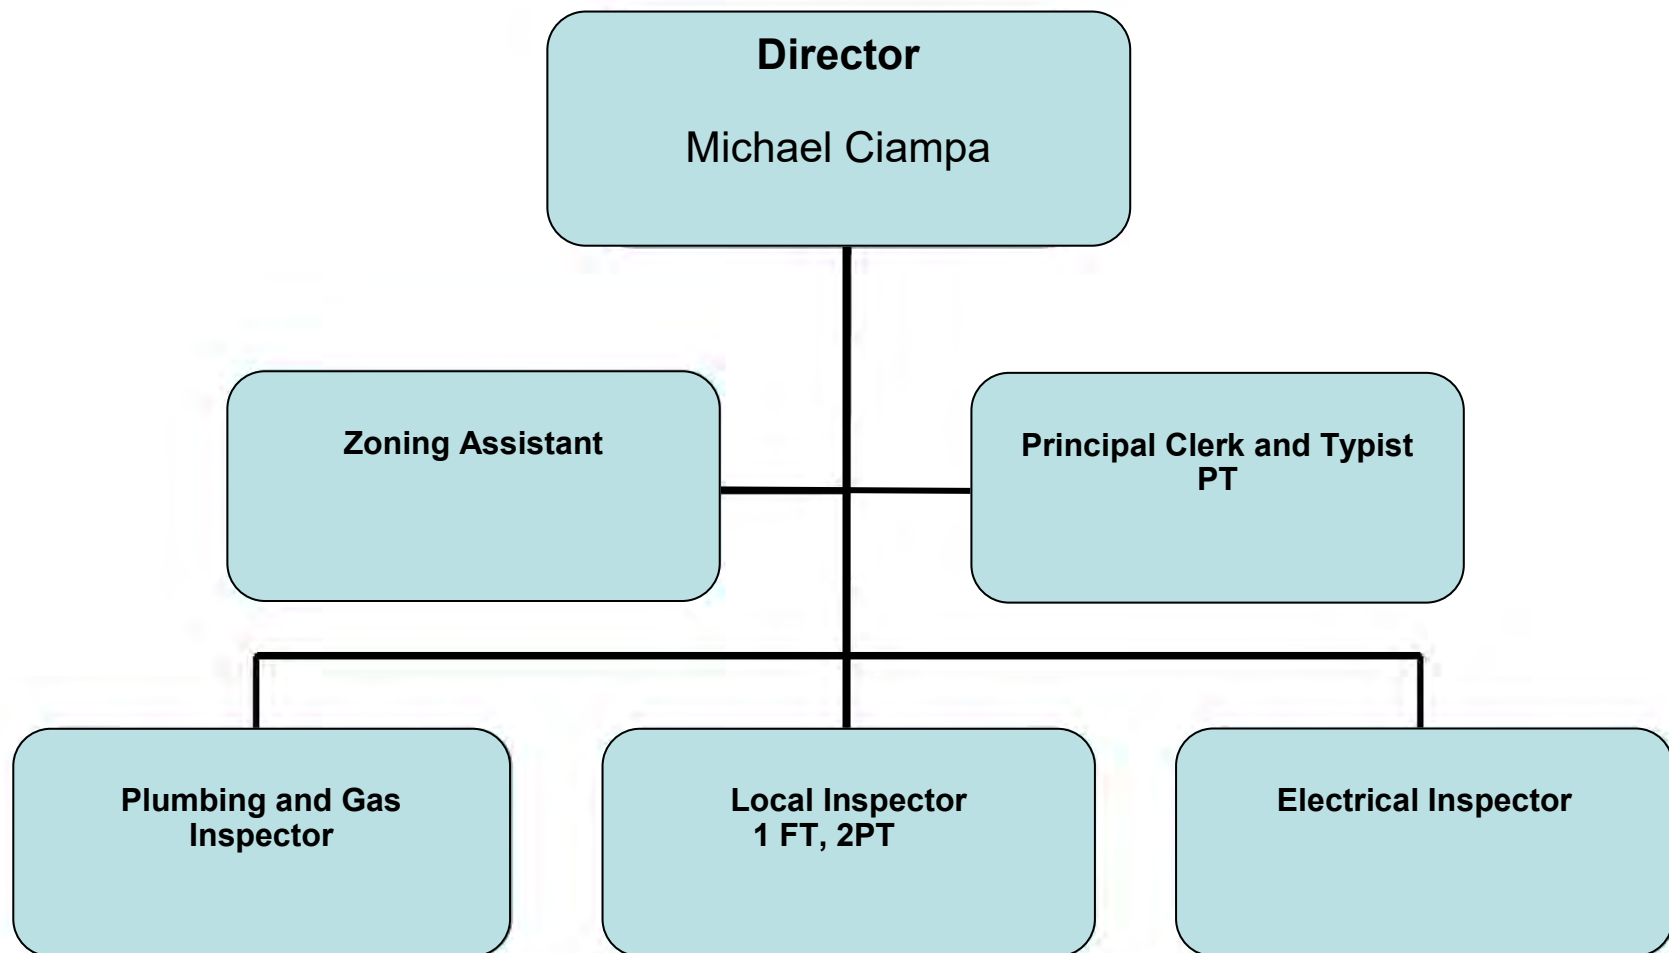 Director
Michael Ciampa
Zoning Assistant
Principal Clerk and Typist
PT
Plumbing and Gas
Inspector
Local Inspector
1 FT, 2PT
Electrical Inspector